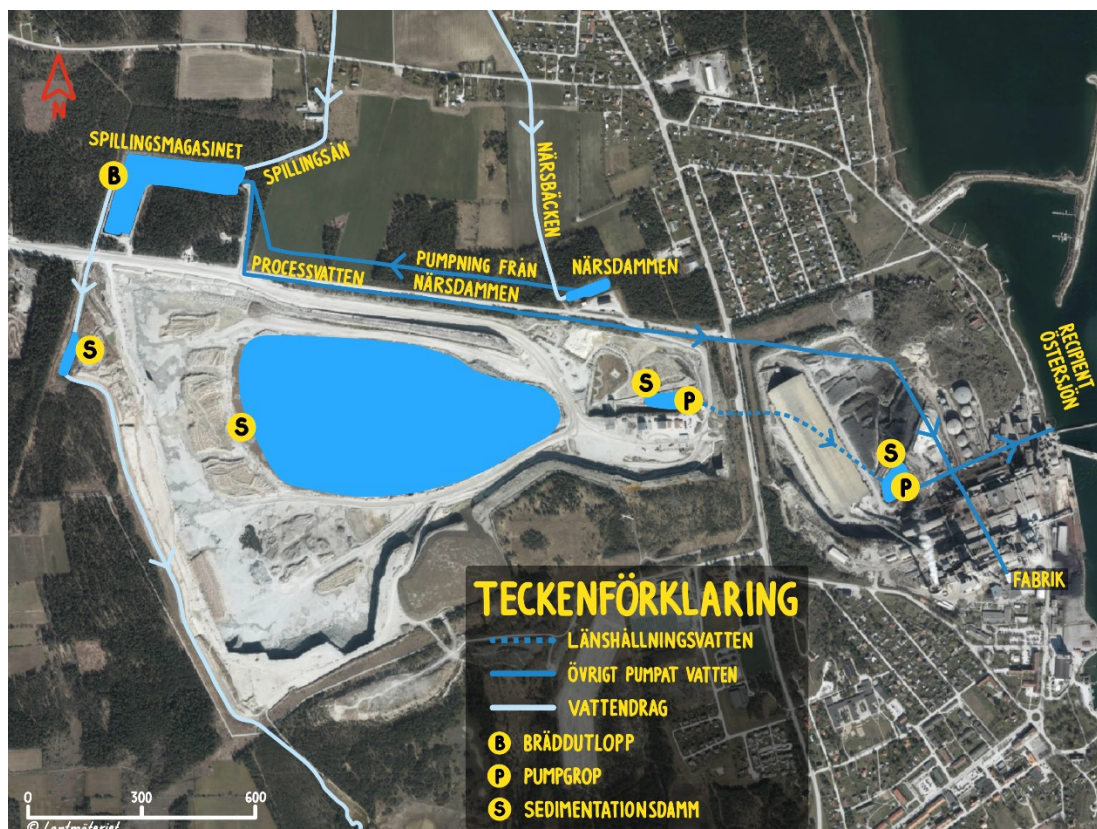 N
SPILLINGSMAGASINET
B
SPILLINGSÅN
NÄRSBÄCKEN
PROCESSVATTEN
PUMPNING FRÅN
NÄRSDAMMEN
NÄRSDAMMEN
S
S
S
P
S
P
RECIPIENT
ÖSTERSJÖN
FABRIK
TECKENFÖRKLARING
LÄNSHÅLLNINGSVATTEN
ÖVRIGT PUMPAT VATTEN
VATTENDRAG
B BRÄDDUTLOPP
P PUMPGROP
S SEDIMENTATIONSDAMM
0 300 600
© Lantmäteriet